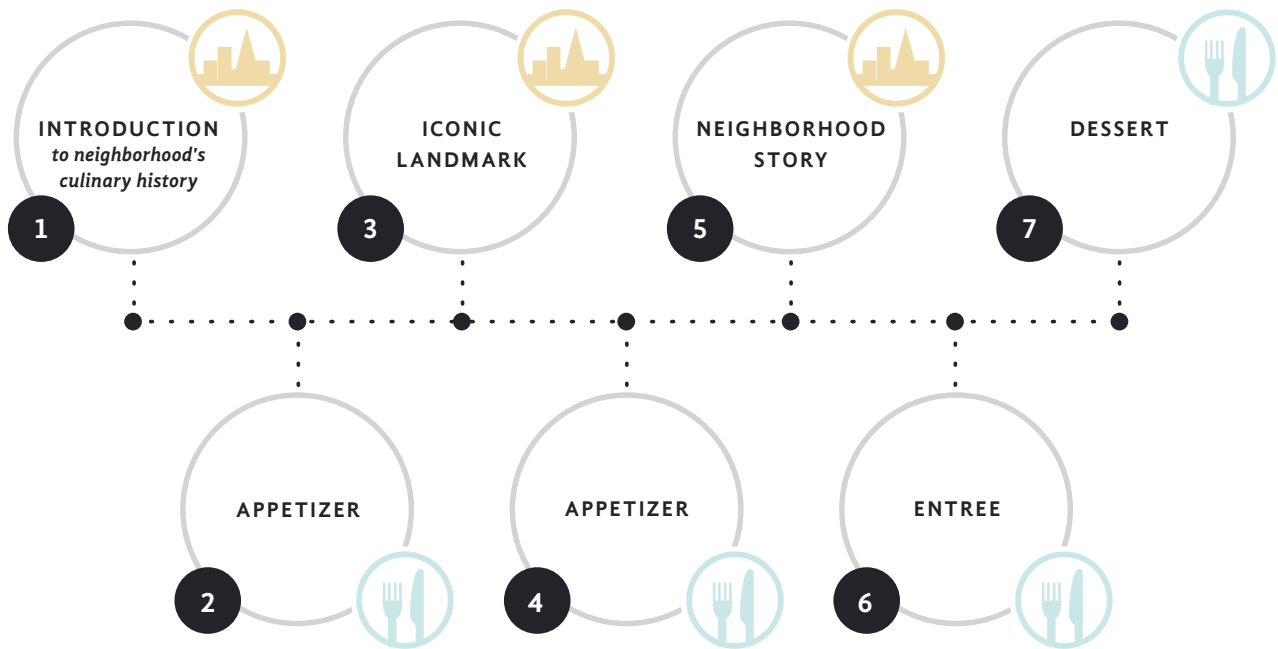 INTRODUCTION
to neighborhood's
culinary history
1
APPETIZER
2
ICONIC
LANDMARK
3
APPETIZER
4
NEIGHBORHOOD
STORY
5
ENTREE
6
DESSERT
7